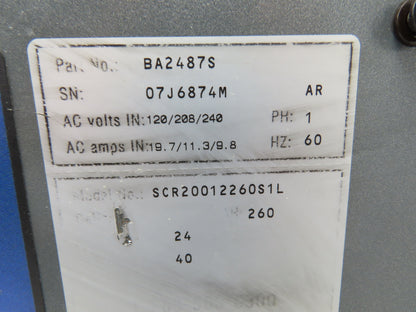 Part No.: BA2487S
SN: 07J6874M AR
AC volts IN: 120/208/240 PH: 1
AC amps IN: 19.7/11.3/9.8 HZ: 60
Model No.: SCR20012260S1L
260
24
40